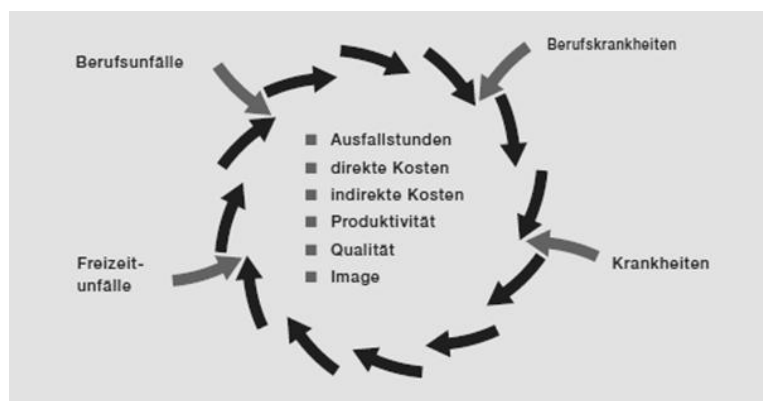 Berufsunfälle
Berufskrankheiten
Ausfallstunden
direkte Kosten
indirekte Kosten
Produktivität
Qualität
Image
Freizeit-
unfälle
Krankheiten